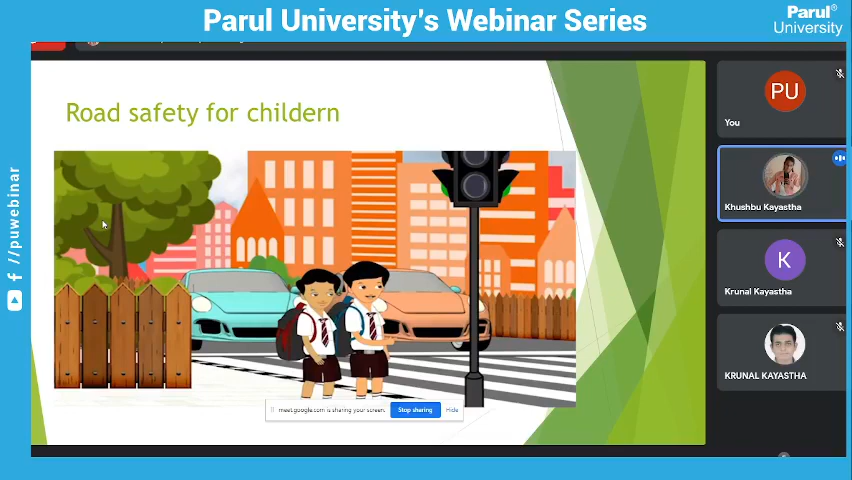 Parul University's Webinar Series
Parul®
University
Road safety for childern
PU
You
Khushbu Kayastha
K
Krunal Kayastha
KRUNAL KAYASTHA
meet.google.com is sharing your screen.
Stop sharing
Hide
//puwebinar